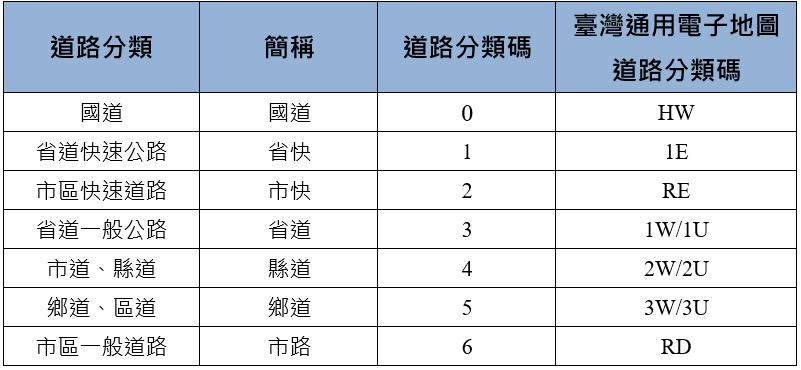 道路分類 簡稱 道路分類碼 臺灣通用電子地圖
道路分類碼
國道 國道 0 HW
省道快速公路 省快 1 1E
市區快速道路 市快 2 RE
省道一般公路 省道 3 1W/1U
市道、縣道 縣道 4 2W/2U
鄉道、區道 鄉道 5 3W/3U
市區一般道路 市路 6 RD